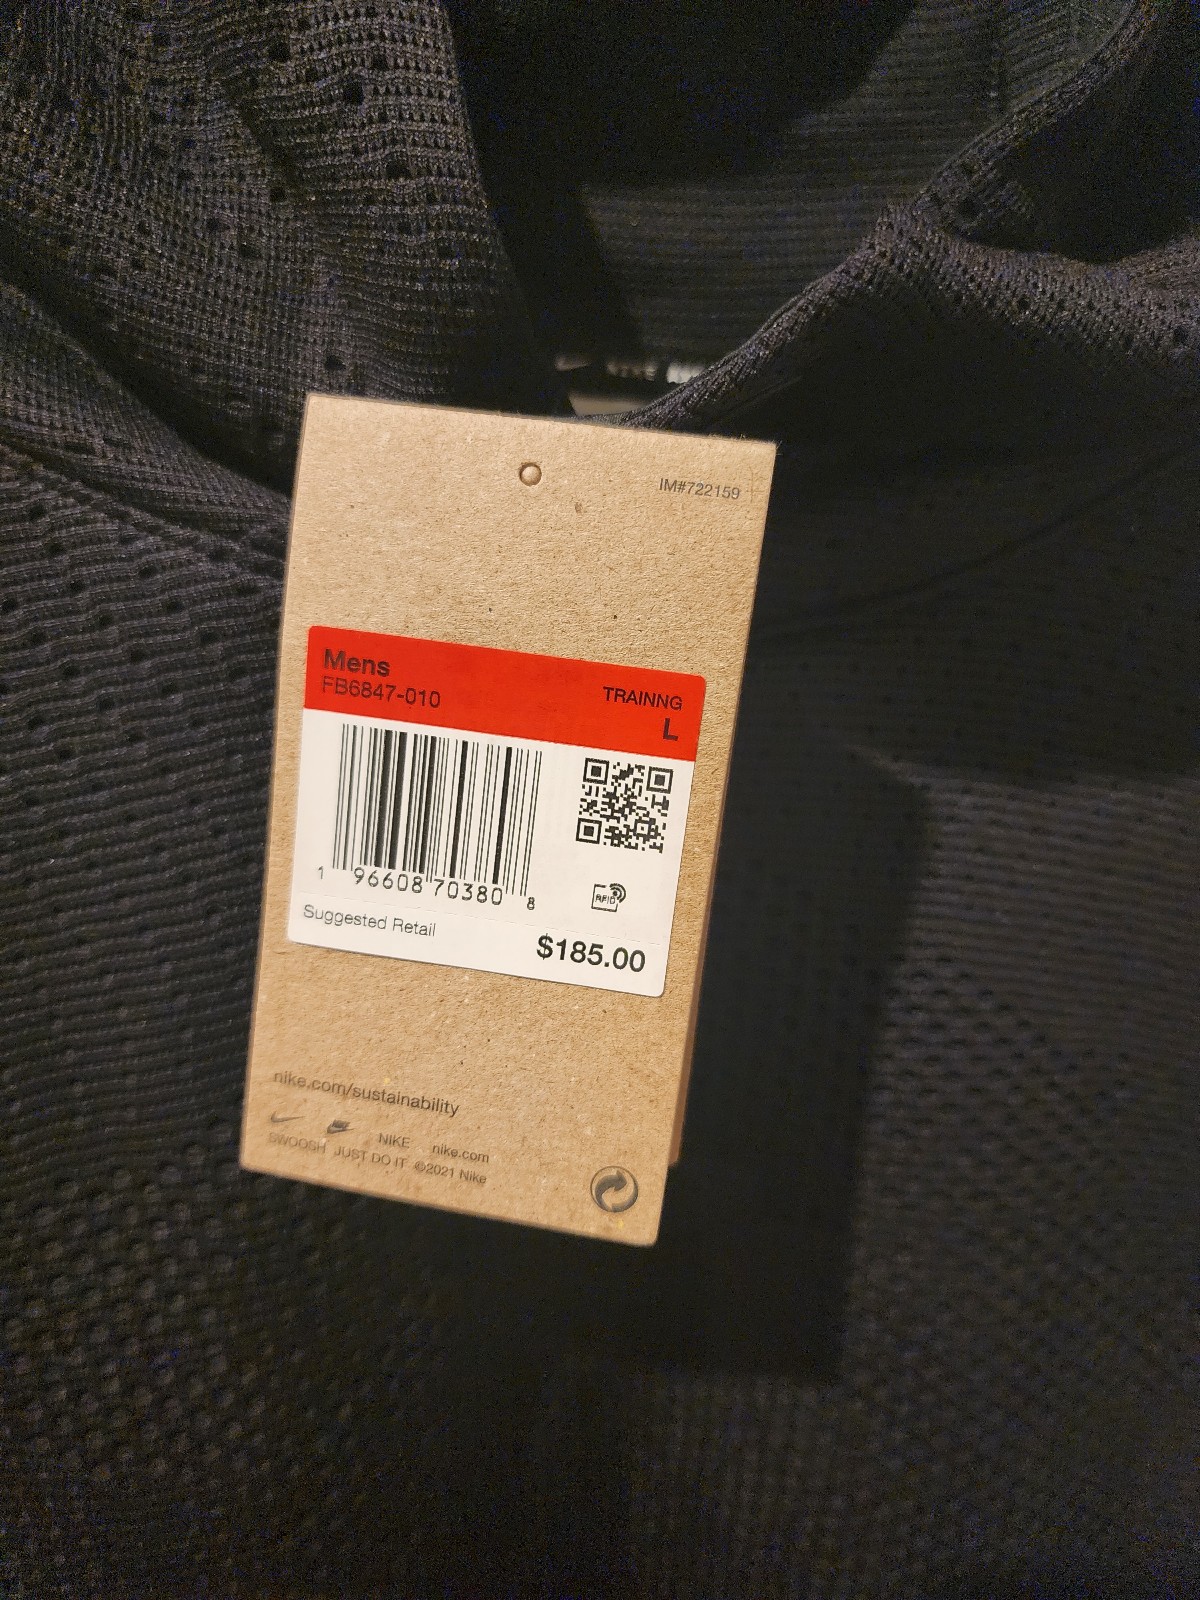 IM#722159
Mens
FB6847-010
TRAINNG
L
1 96608 70380 8
RFID
Suggested Retail
$185.00
nike.com/sustainability
NIKE nike.com
SWOOSH JUST DO IT ©2021 Nike